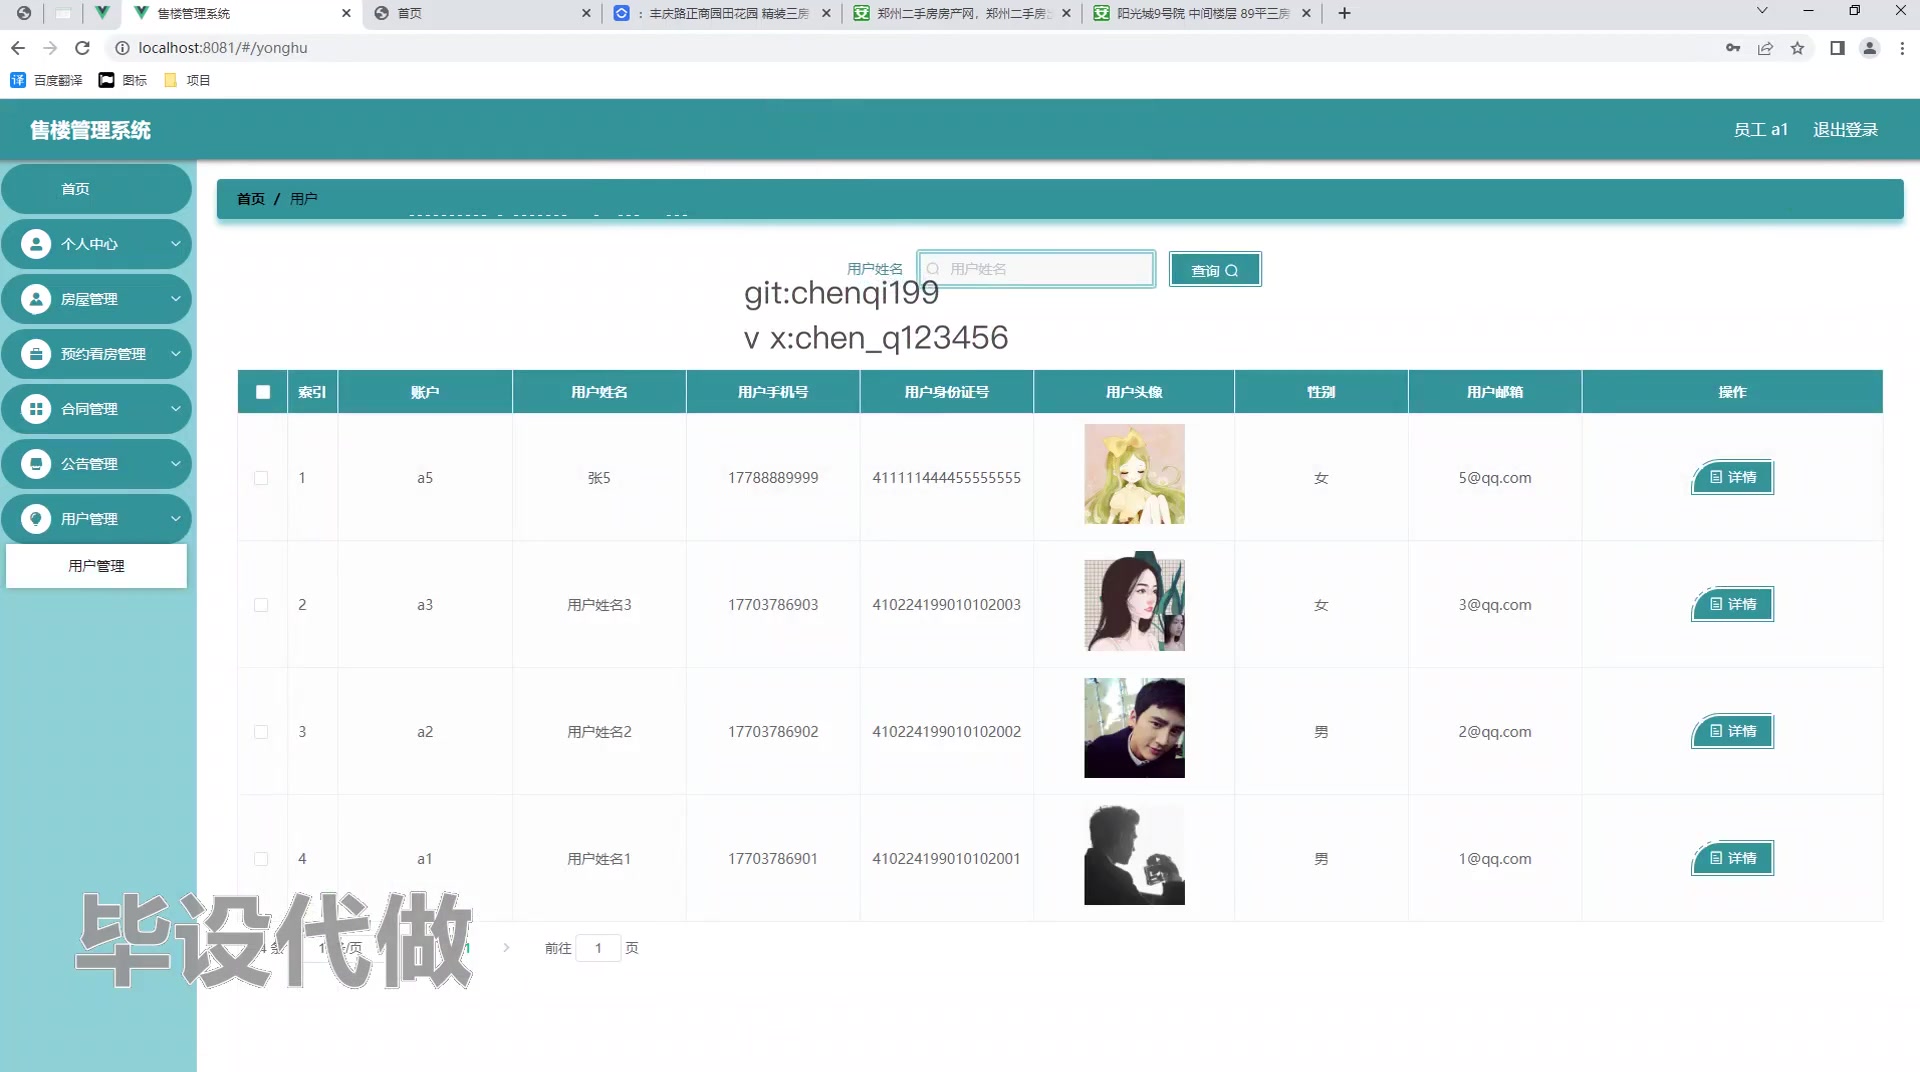 售楼管理系统
首页
：丰庆路正商园田花园 精装三房
郑州二手房房产网，郑州二手房
阳光城9号院 中间楼层 89平三房
localhost:8081/#/yonghu
百度翻译
图标
项目
售楼管理系统
员工 a1
退出登录
首页
个人中心
房屋管理
预约看房管理
合同管理
公告管理
用户管理
用户管理
首页 / 用户
用户姓名
用户姓名
查询
git:chenqi199
v x:chen_q123456
索引 账户 用户姓名 用户手机号 用户身份证号 用户头像 性别 用户邮箱 操作
1 a5 张5 17788889999 411111444455555555 女 5@qq.com 详情
2 a3 用户姓名3 17703786903 410224199010102003 女 3@qq.com 详情
3 a2 用户姓名2 17703786902 410224199010102002 男 2@qq.com 详情
4 a1 用户姓名1 17703786901 410224199010102001 男 1@qq.com 详情
毕设代做
1
前往 1 页